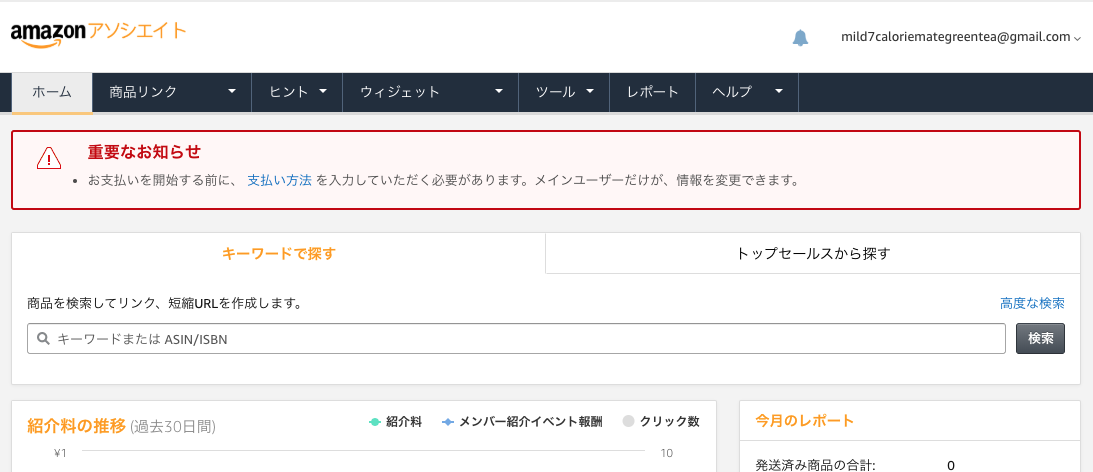 amazonアソシエイト
mild7caloriemategreentea@gmail.com
ホーム 商品リンク ヒント ウィジェット ツール レポート ヘルプ
重要なお知らせ
• お支払いを開始する前に、 支払い方法 を入力していただく必要があります。メインユーザーだけが、情報を変更できます。
キーワードで探す トップセールスから探す
商品を検索してリンク、短縮URLを作成します。 高度な検索
キーワードまたは ASIN/ISBN 検索
紹介料の推移 (過去30日間) 紹介料 メンバー紹介イベント報酬 クリック数
¥1 10
今月のレポート
発送済み商品の合計: 0